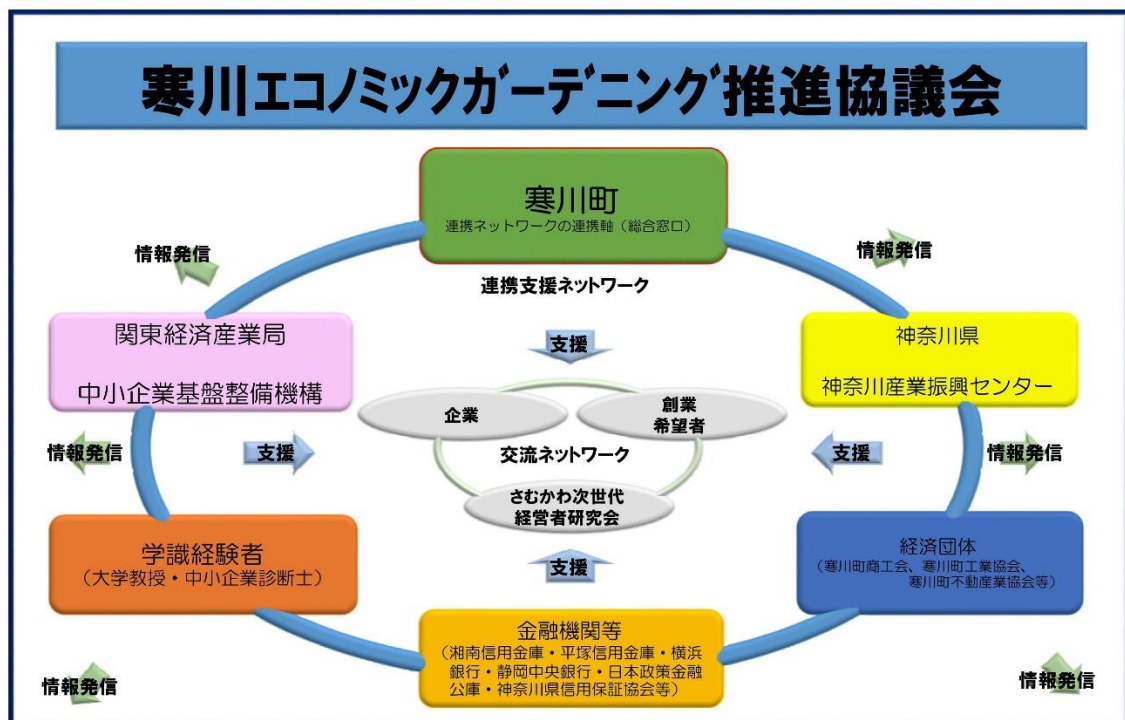 寒川エコノミックガーデニング推進協議会
寒川町
連携ネットワークの連携軸（総合窓口）
情報発信
情報発信
連携支援ネットワーク
関東経済産業局
中小企業基盤整備機構
支援
神奈川県
神奈川産業振興センター
企業
創業
希望者
情報発信
支援
交流ネットワーク
支援
情報発信
さむかわ次世代
経営者研究会
学識経験者
（大学教授・中小企業診断士）
支援
経済団体
（寒川町商工会、寒川町工業協会、
寒川町不動産業協会等）
金融機関等
（湘南信用金庫・平塚信用金庫・横浜
銀行・静岡中央銀行・日本政策金融
公庫・神奈川県信用保証協会等）
情報発信
情報発信